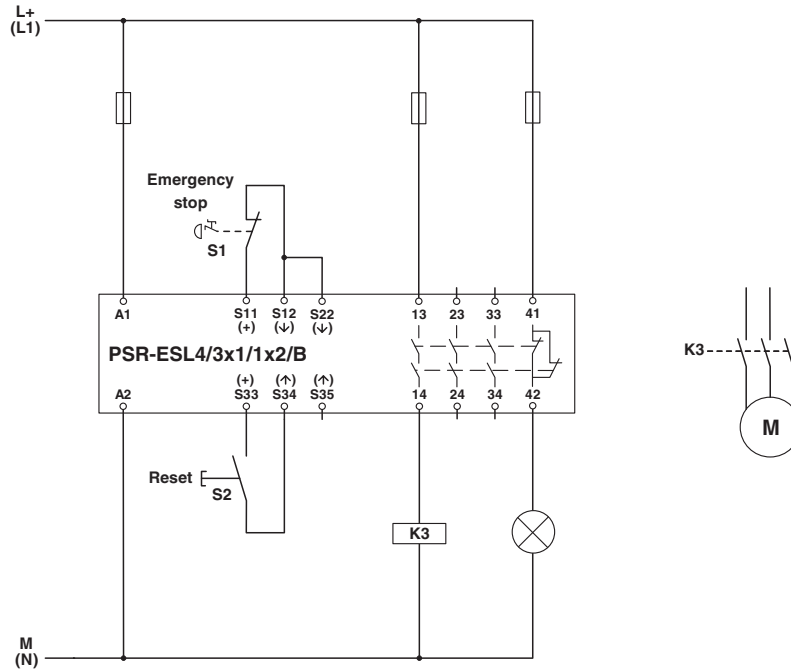 L+
(L1)
Emergency
stop
S1
A1 S11 S12 S22 13 23 33 41
(+) (↓) (↓)
PSR-ESL4/3x1/1x2/B
(+) (↑) (↑)
A2 S33 S34 S35 14 24 34 42
K3
M
Reset
S2
K3
M
(N)